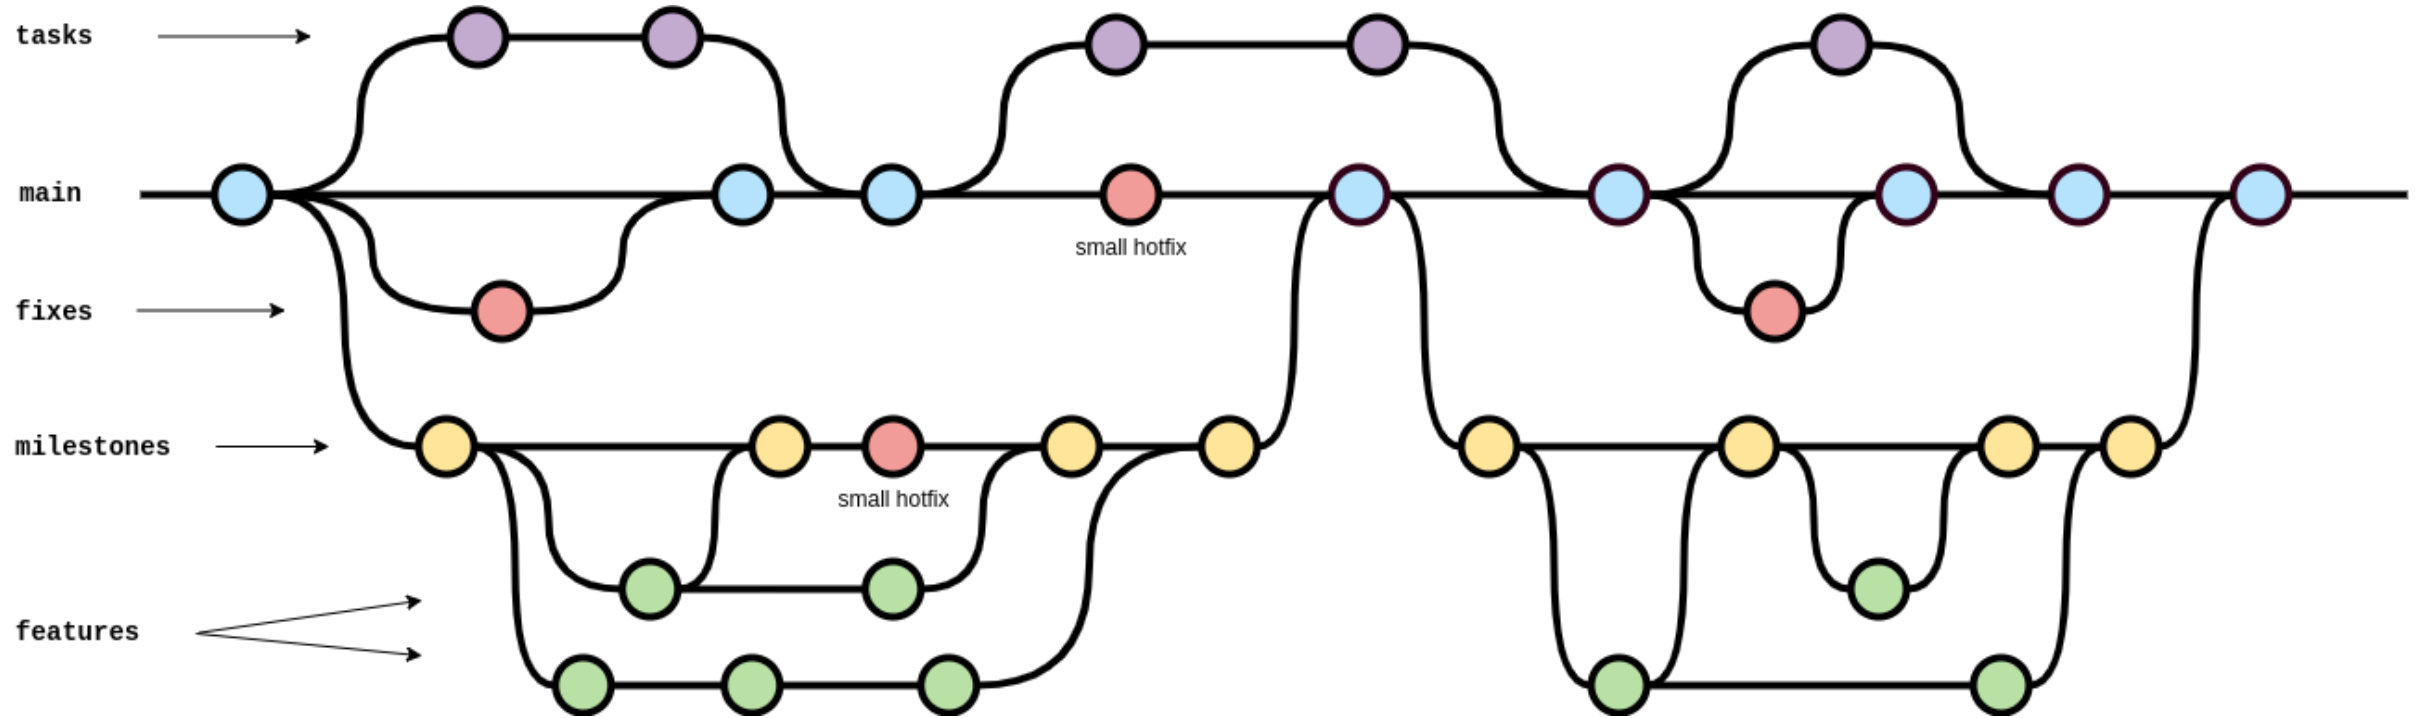 tasks
main
small hotfix
fixes
milestones
small hotfix
features